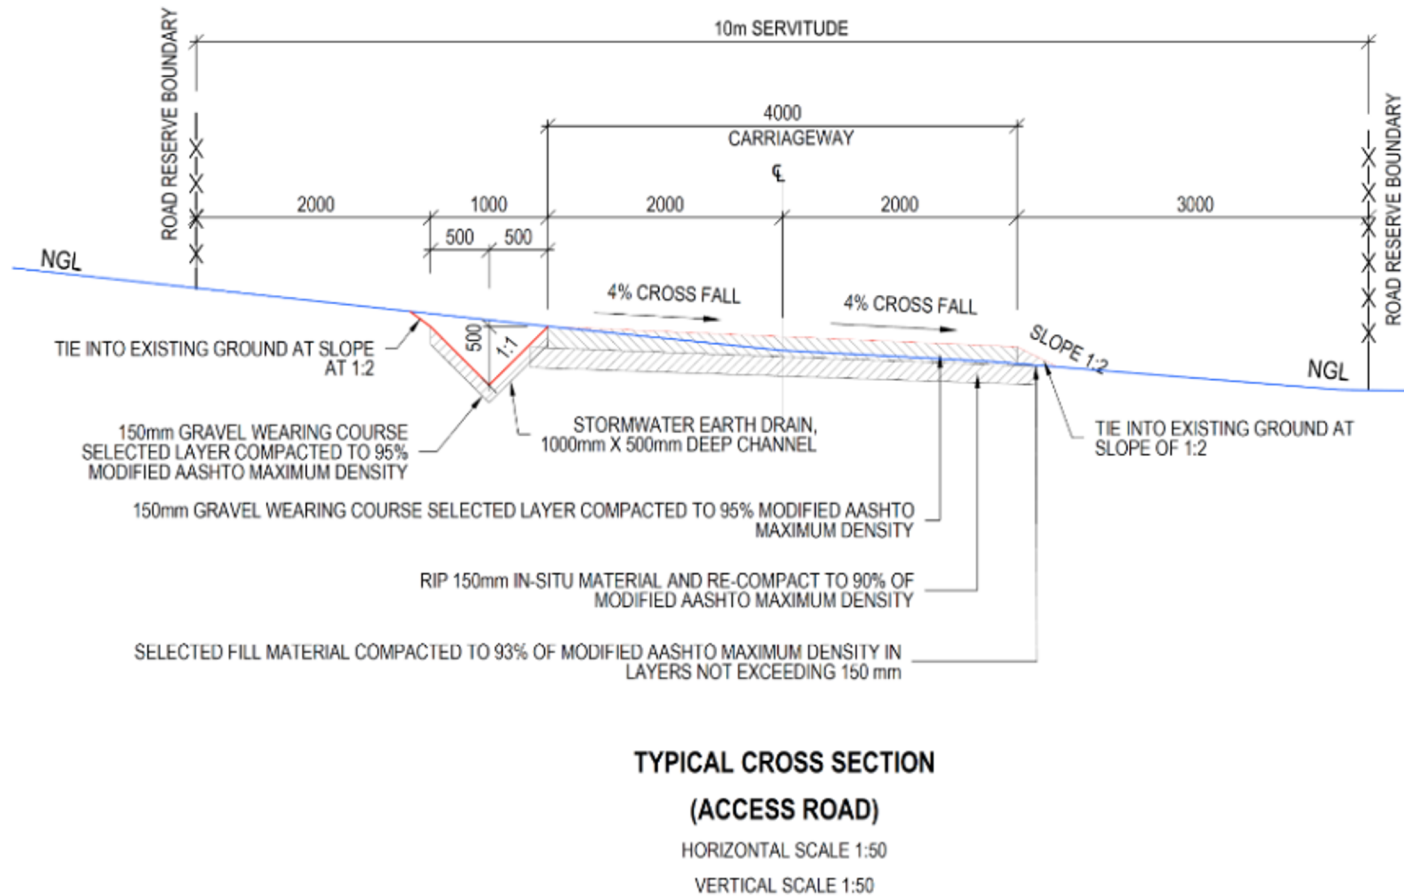 10m SERVITUDE
ROAD RESERVE BOUNDARY
ROAD RESERVE BOUNDARY
4000
CARRIAGEWAY
℄
2000
1000
2000
2000
3000
500
500
NGL
4% CROSS FALL
4% CROSS FALL
500
1:1
SLOPE 1:2
NGL
TIE INTO EXISTING GROUND AT SLOPE
AT 1:2
150mm GRAVEL WEARING COURSE
SELECTED LAYER COMPACTED TO 95%
MODIFIED AASHTO MAXIMUM DENSITY
STORMWATER EARTH DRAIN,
1000mm X 500mm DEEP CHANNEL
TIE INTO EXISTING GROUND AT
SLOPE OF 1:2
150mm GRAVEL WEARING COURSE SELECTED LAYER COMPACTED TO 95% MODIFIED AASHTO
MAXIMUM DENSITY
RIP 150mm IN-SITU MATERIAL AND RE-COMPACT TO 90% OF
MODIFIED AASHTO MAXIMUM DENSITY
SELECTED FILL MATERIAL COMPACTED TO 93% OF MODIFIED AASHTO MAXIMUM DENSITY IN
LAYERS NOT EXCEEDING 150 mm
TYPICAL CROSS SECTION
(ACCESS ROAD)
HORIZONTAL SCALE 1:50
VERTICAL SCALE 1:50